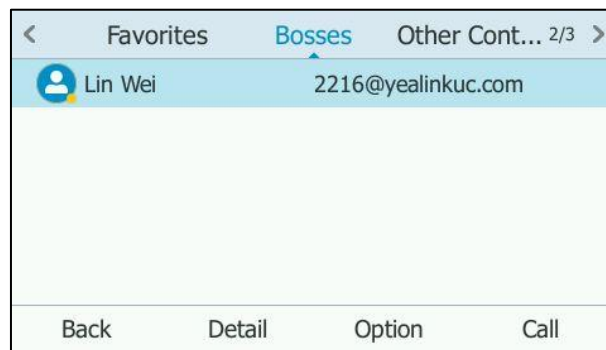 < Favorites Bosses Other Cont... 2/3 >
Lin Wei 2216@yealinkuc.com
Back Detail Option Call